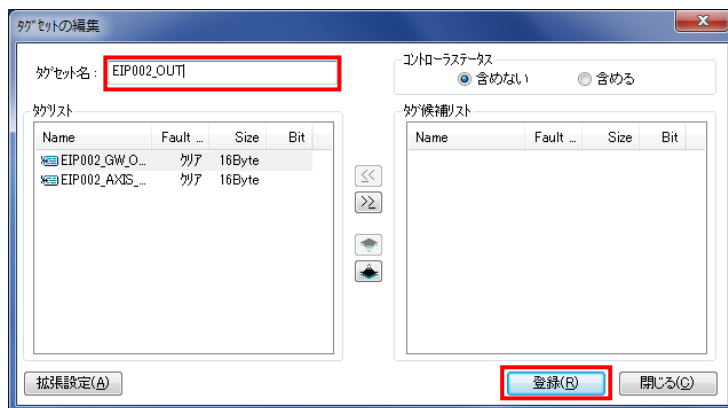 タグセットの編集
タグセット名: EIP002_OUT
コントローラステータス
含めない 含める
タグリスト
Name Fault ... Size Bit
EIP002_GW_O... クリア 16Byte
EIP002_AXIS_... クリア 16Byte
<<
>>
タグ候補リスト
Name Fault ... Size Bit
拡張設定(A)
登録(R) 閉じる(C)